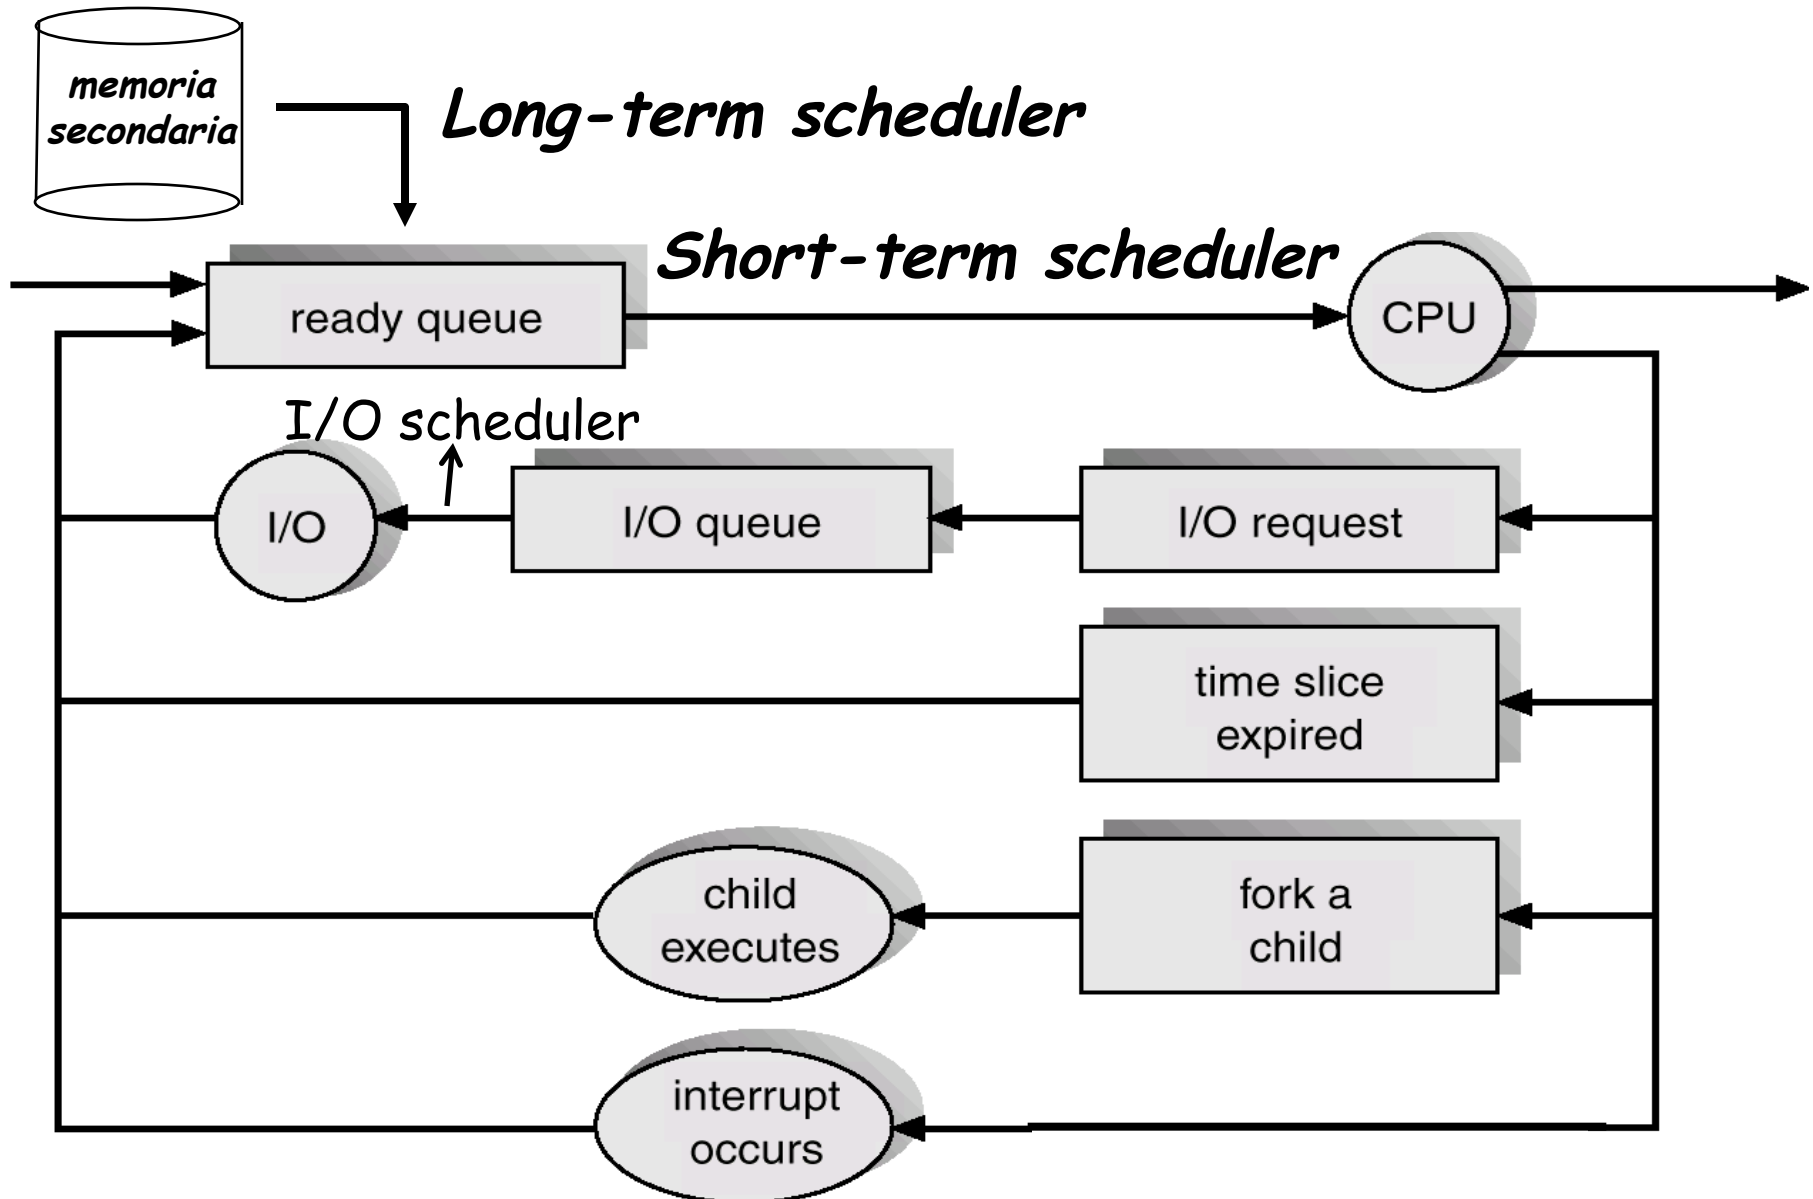 memoria
secondaria
Long-term scheduler
Short-term scheduler
ready queue
CPU
I/O scheduler
I/O
I/O queue
I/O request
time slice
expired
child
executes
fork a
child
interrupt
occurs